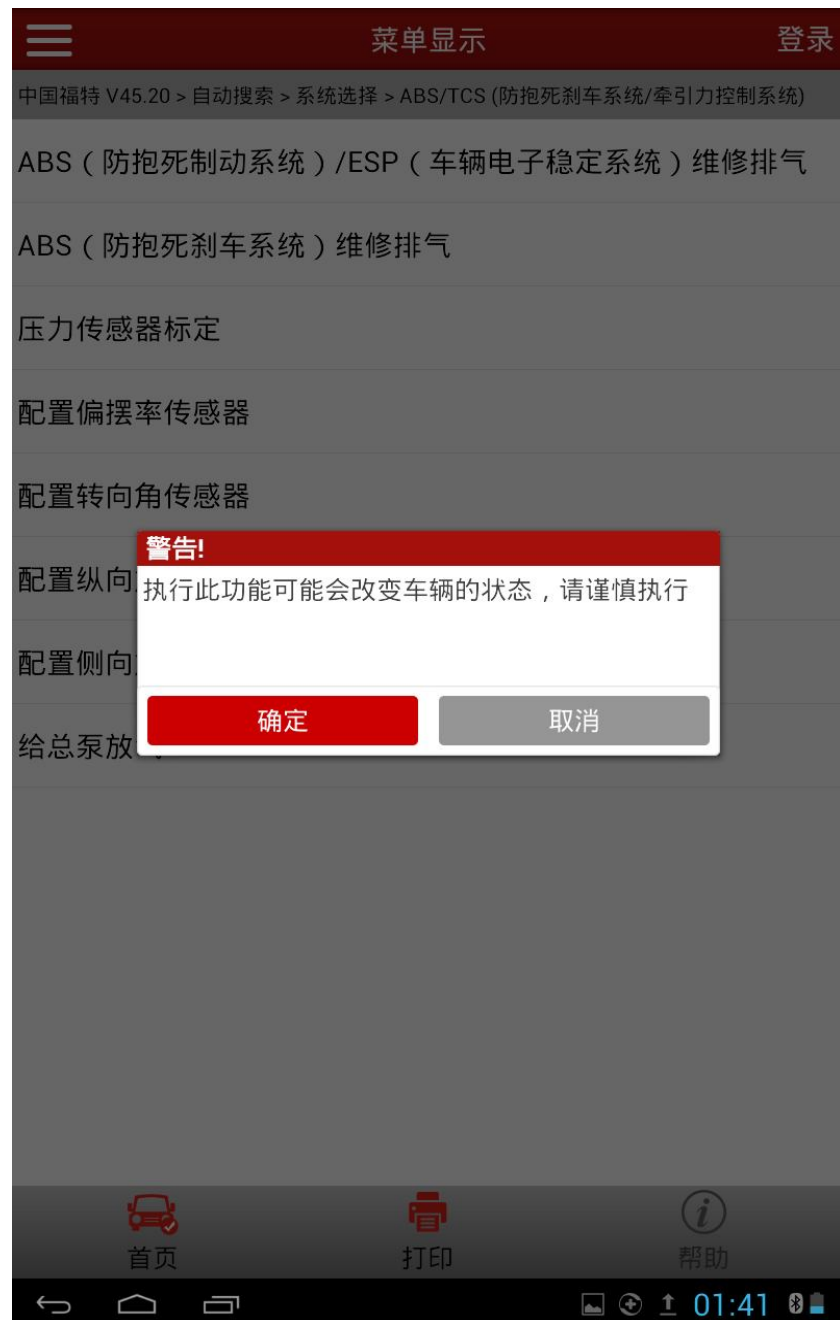 菜单显示
登录
中国福特 V45.20 > 自动搜索 > 系统选择 > ABS/TCS (防抱死刹车系统/牵引力控制系统)
ABS（防抱死制动系统）/ESP（车辆电子稳定系统）维修排气
ABS（防抱死刹车系统）维修排气
压力传感器标定
配置偏摆率传感器
配置转向角传感器
警告!
配置纵向
执行此功能可能会改变车辆的状态，请谨慎执行
配置侧向
确定
取消
给总泵放
首页
打印
帮助
01:41